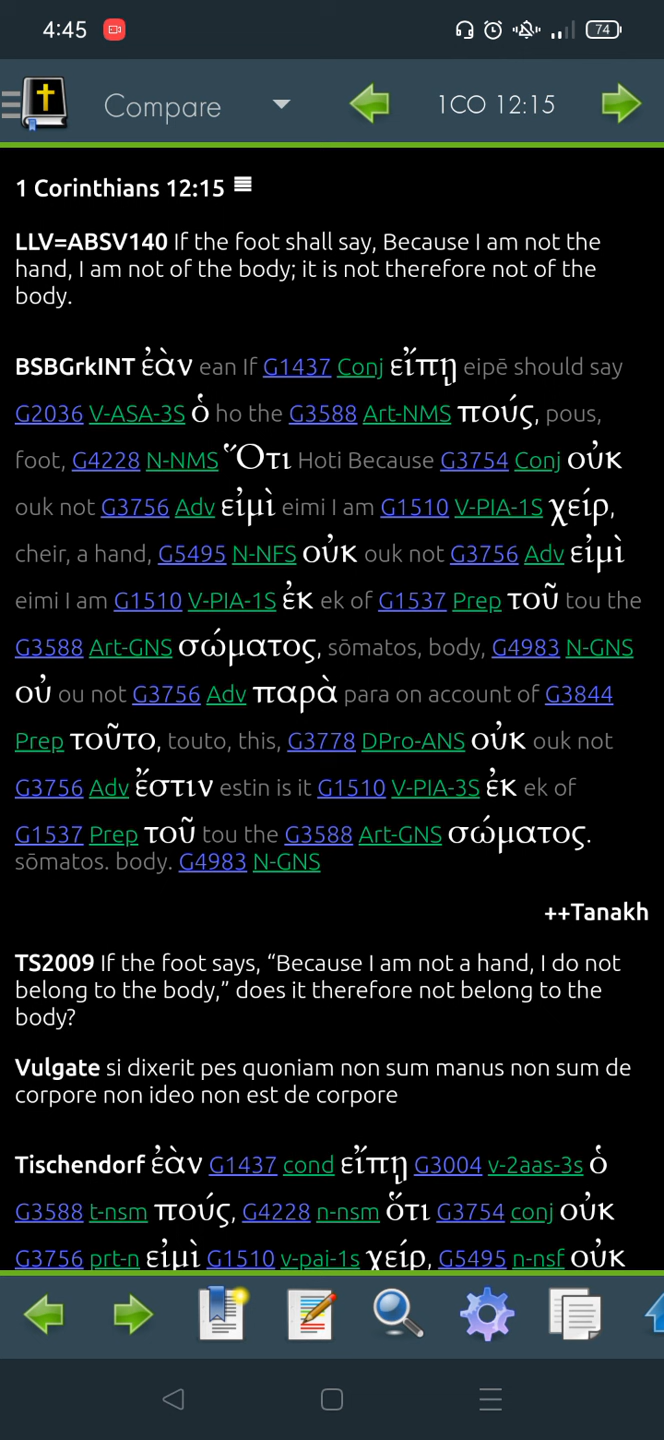 4:45
74
Compare
1CO 12:15
1 Corinthians 12:15
LLV=ABSV140 If the foot shall say, Because I am not the
hand, I am not of the body; it is not therefore not of the
body.
BSBGrkINT ἐὰν ean If G1437 Conj εἴπῃ eipē should say
G2036 V-ASA-3S ὁ ho the G3588 Art-NMS πούς, pous,
foot, G4228 N-NMS Ὅτι Hoti Because G3754 Conj οὐκ
ouk not G3756 Adv εἰμὶ eimi I am G1510 V-PIA-1S χείρ,
cheir, a hand, G5495 N-NFS οὐκ ouk not G3756 Adv εἰμὶ
eimi I am G1510 V-PIA-1S ἐκ ek of G1537 Prep τοῦ tou the
G3588 Art-GNS σώματος, sōmatos, body, G4983 N-GNS
οὐ ou not G3756 Adv παρὰ para on account of G3844
Prep τοῦτο, touto, this, G3778 DPro-ANS οὐκ ouk not
G3756 Adv ἔστιν estin is it G1510 V-PIA-3S ἐκ ek of
G1537 Prep τοῦ tou the G3588 Art-GNS σώματος.
sōmatos. body. G4983 N-GNS
++Tanakh
TS2009 If the foot says, “Because I am not a hand, I do not
belong to the body,” does it therefore not belong to the
body?
Vulgate si dixerit pes quoniam non sum manus non sum de
corpore non ideo non est de corpore
Tischendorf ἐὰν G1437 cond εἴπῃ G3004 v-2aas-3s ὁ
G3588 t-nsm πούς, G4228 n-nsm ὅτι G3754 conj οὐκ
G3756 prt-n εἰμὶ G1510 v-pai-1s χείρ, G5495 n-nsf οὐκ